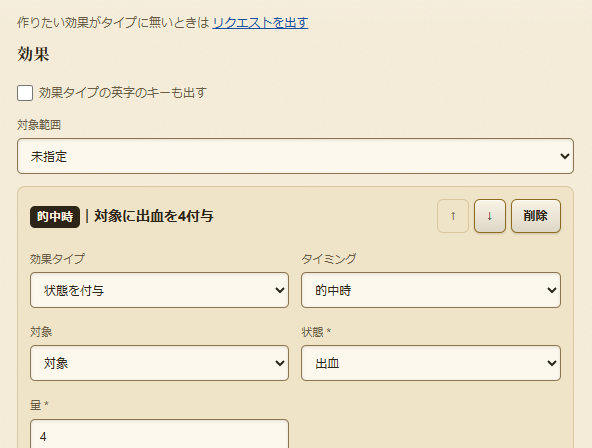 作りたい効果がタイプに無いときは リクエストを出す
効果
効果タイプの英字のキーも出す
対象範囲
未指定
的中時 | 対象に出血を4付与
↑ ↓ 削除
効果タイプ タイミング
状態を付与 的中時
対象 状態 *
対象 出血
量 *
4